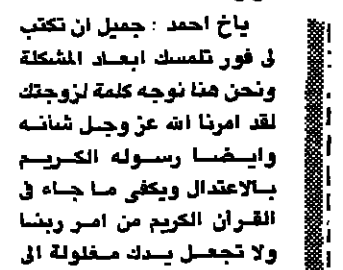 ياخ احمد : جميل ان تكتب
لى فور تلمسك ابعاد المشكلة
ونحن هنا نوجه كلمة لزوجتك
لقد امرنا الله عز وجل شانه
وايضا رسوله الكريم
بالاعتدال ويكفى ما جاء فى
القرآن الكريم من امر ربنا
ولا تجعل يدك مغلولة الى